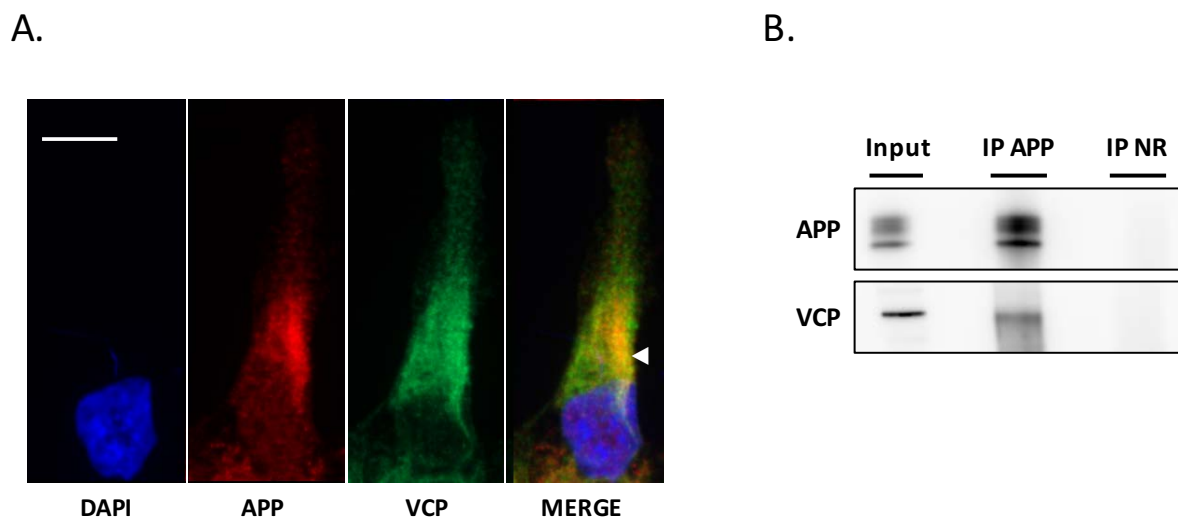 A.
B.
DAPI
APP
VCP
MERGE
Input
IP APP
IP NR
APP
VCP